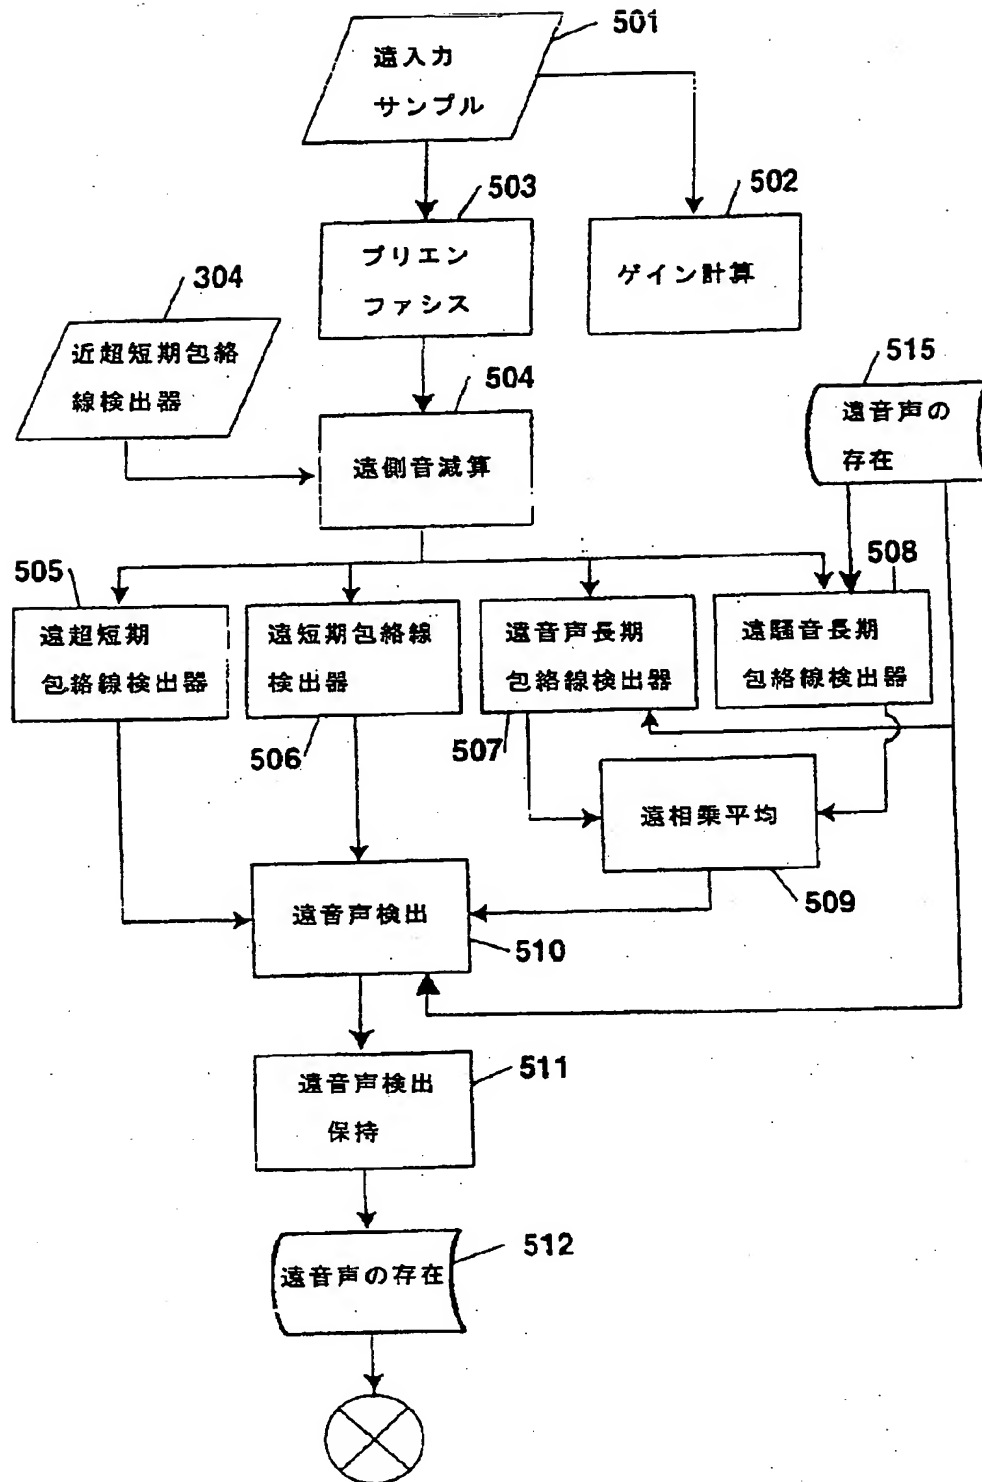 501
遠入力
サンプル
503
プリエン
ファシス
502
ゲイン計算
304
近超短期包絡
線検出器
504
遠側音減算
515
遠音声の
存在
505
遠超短期
包絡線検出器
遠短期包絡線
検出器
506
遠音声長期
包絡線検出器
507
508
遠騒音長期
包絡線検出器
遠相乗平均
509
遠音声検出
510
遠音声検出
保持
511
遠音声の存在
512